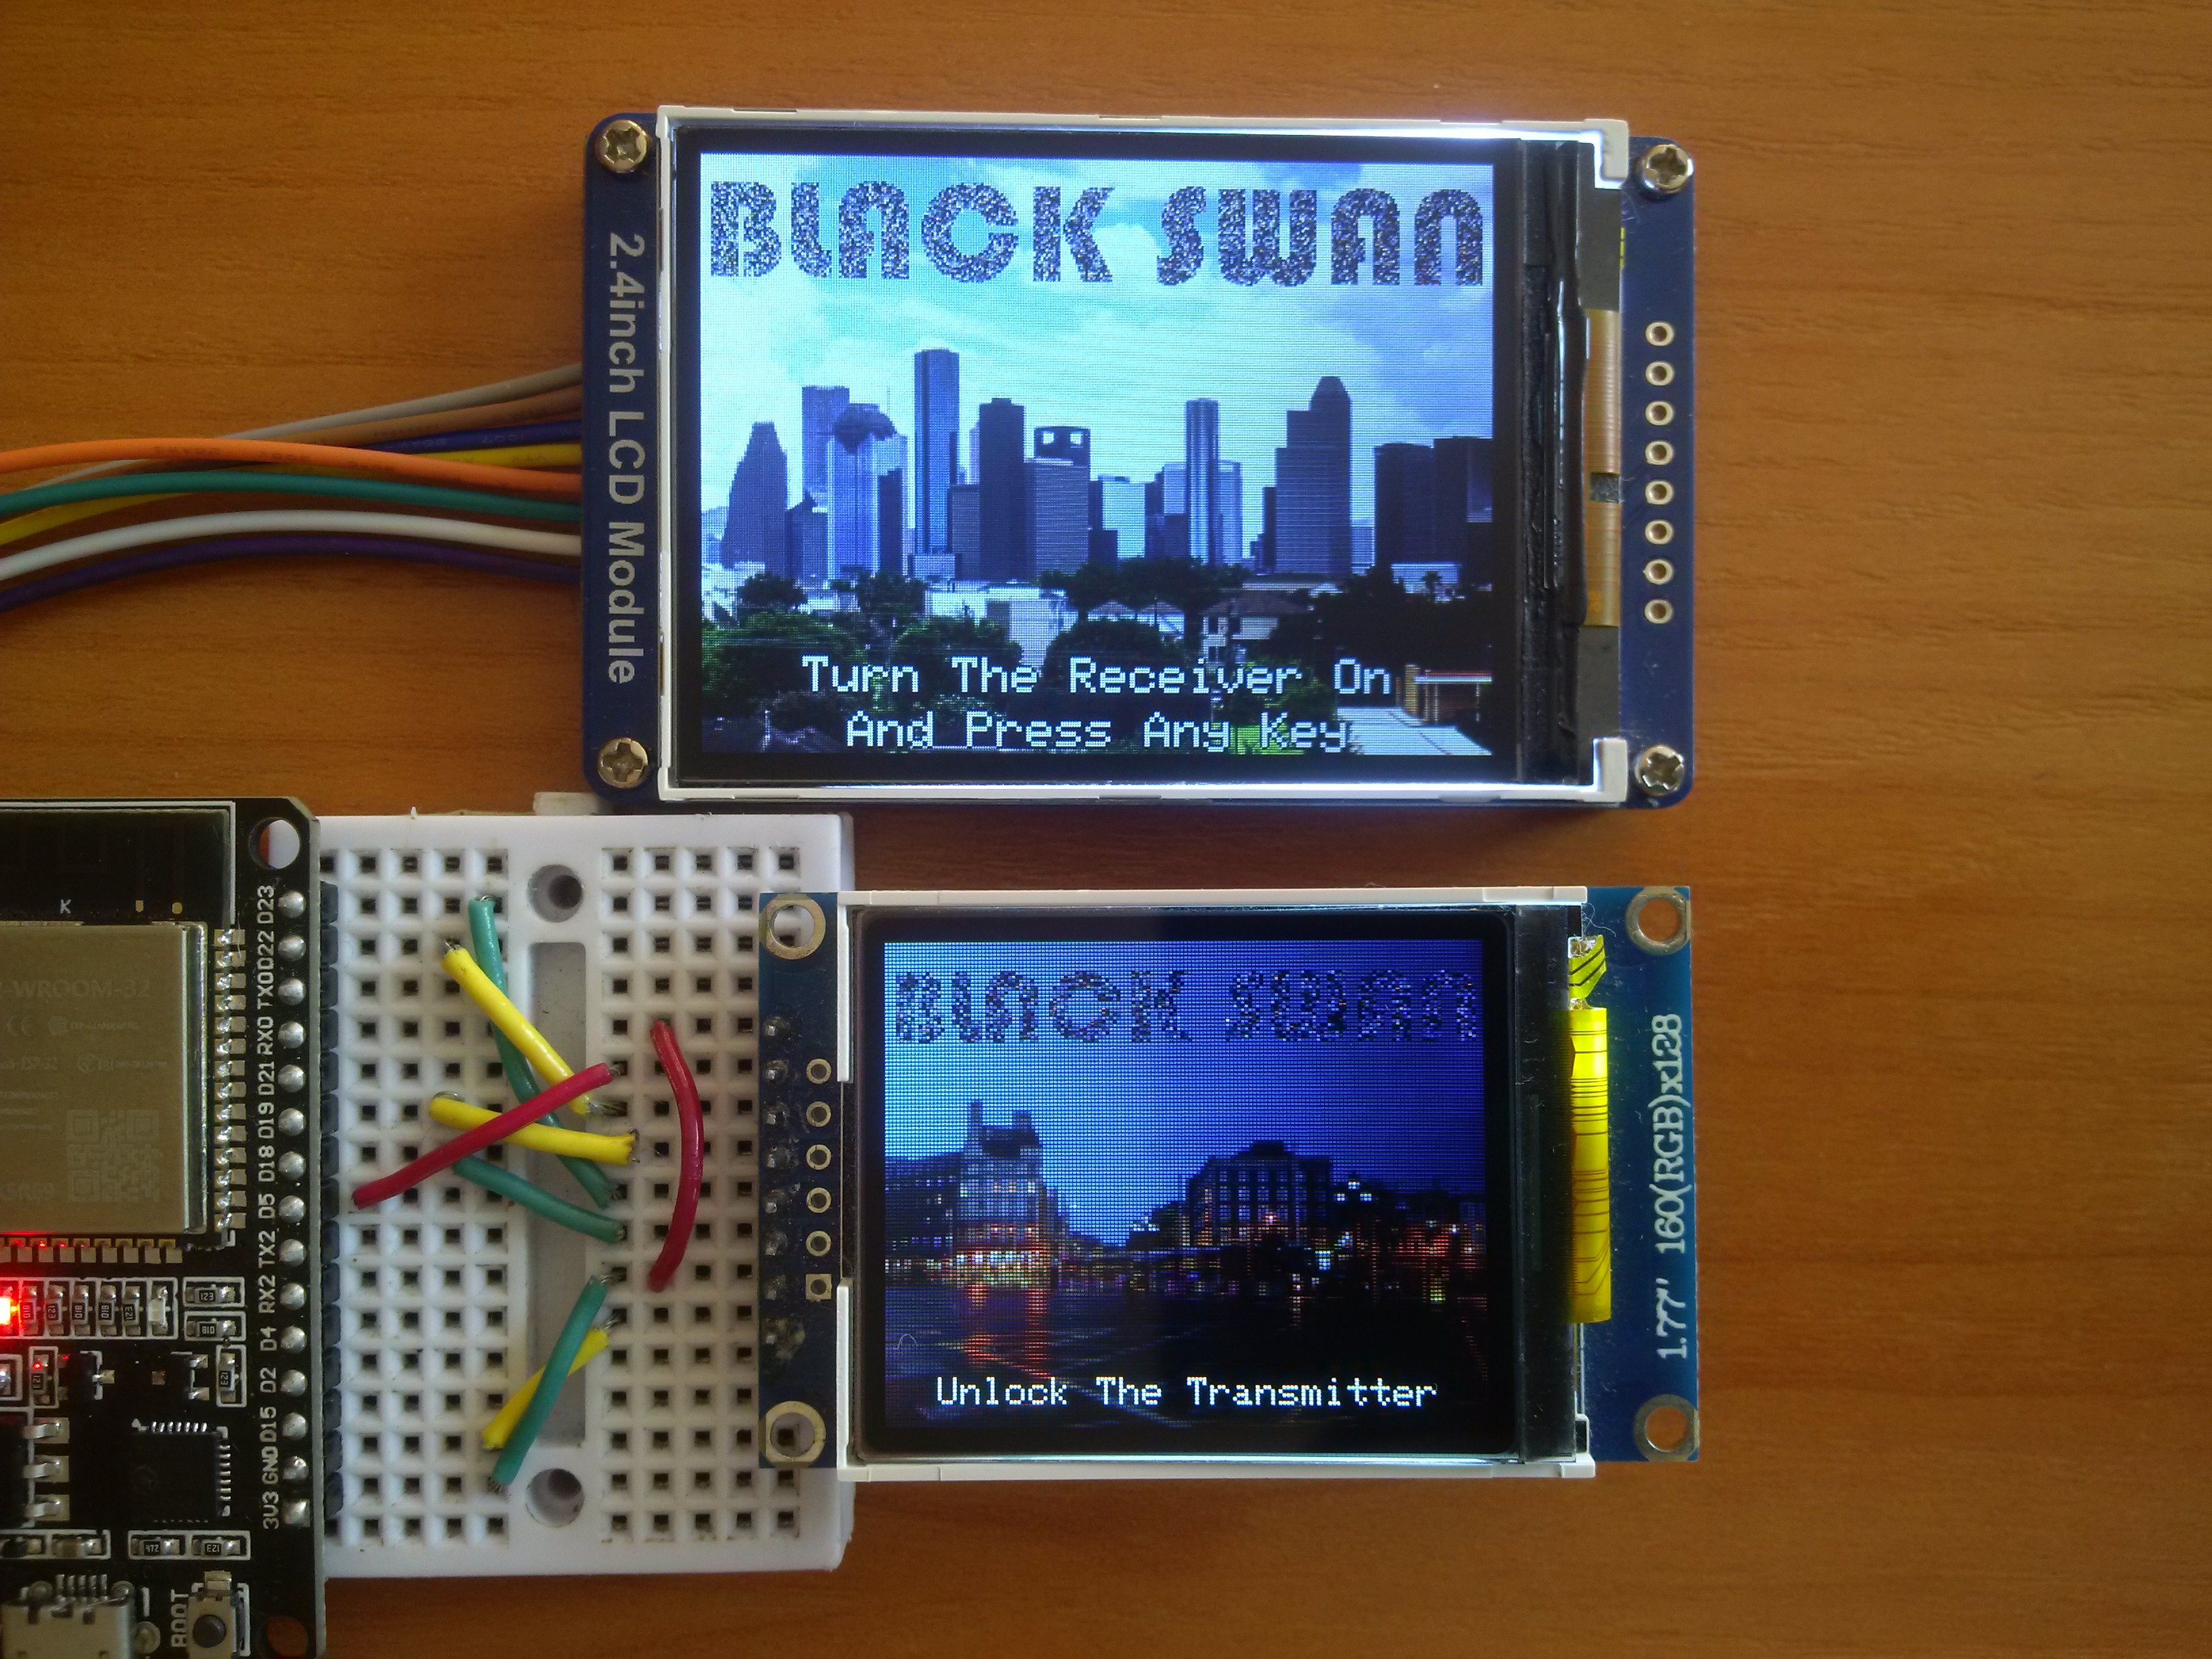 BLACK SWAN
Turn The Receiver On
And Press Any Key
2.4inch LCD Module
BLACK SWAN
Unlock The Transmitter
1.77" 160(RGB)x128
K
-WROOM-32
D23
D22
TX0
RX0
D21
D19
D18
D5
TX2
RX2
D4
D2
D15
GND
3V3
BOOT